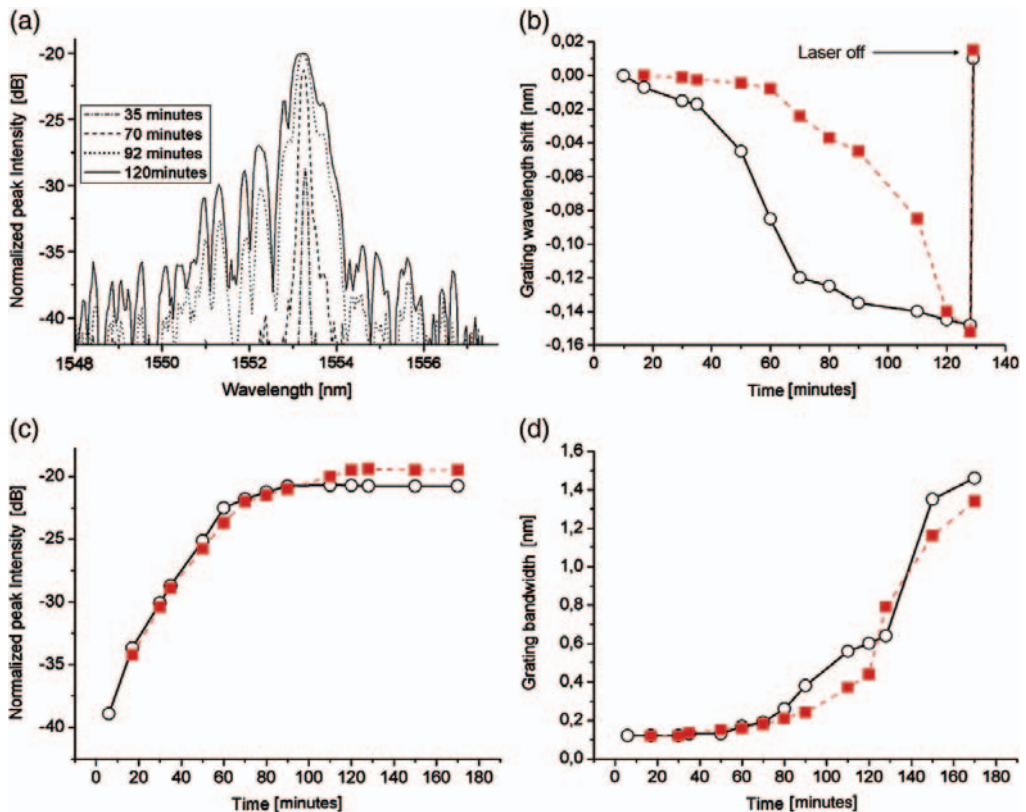 (a)
Normalized peak Intensity [dB]
-20
-25
-30
-35
-40
35 minutes
70 minutes
92 minutes
120minutes
1548 1550 1552 1554 1556
Wavelength [nm]
(b)
Grating wavelength shift [nm]
0,02
0,00
-0,02
-0,04
-0,06
-0,08
-0,10
-0,12
-0,14
-0,16
Laser off
0 20 40 60 80 100 120 140
Time [minutes]
(c)
Normalized peak Intensity [dB]
-20
-25
-30
-35
-40
0 20 40 60 80 100 120 140 160 180
Time [minutes]
(d)
Grating bandwidth [nm]
1,6
1,4
1,2
1,0
0,8
0,6
0,4
0,2
0,0
0 20 40 60 80 100 120 140 160 180
Time [minutes]